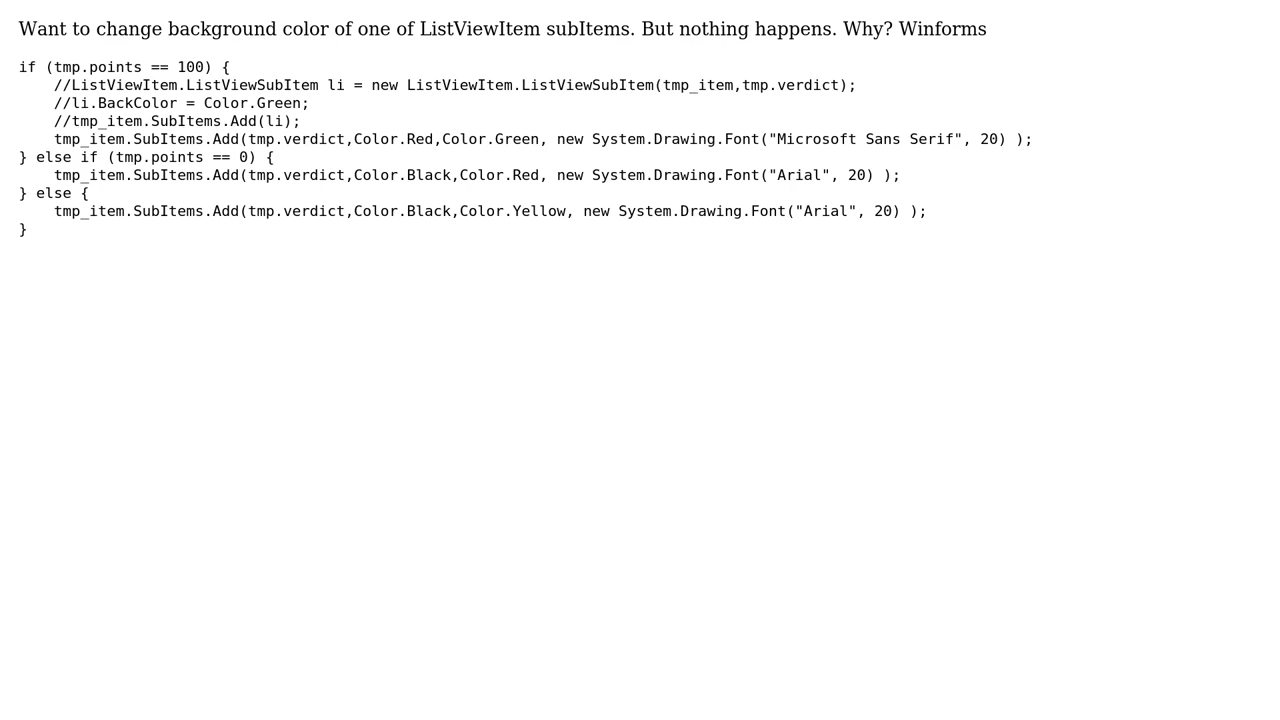 Want to change background color of one of ListViewItem subItems. But nothing happens. Why? Winforms
if (tmp.points == 100) {
    //ListViewItem.ListViewSubItem li = new ListViewItem.ListViewSubItem(tmp_item,tmp.verdict);
    //li.BackColor = Color.Green;
    //tmp_item.SubItems.Add(li);
    tmp_item.SubItems.Add(tmp.verdict,Color.Red,Color.Green, new System.Drawing.Font("Microsoft Sans Serif", 20) );
} else if (tmp.points == 0) {
    tmp_item.SubItems.Add(tmp.verdict,Color.Black,Color.Red, new System.Drawing.Font("Arial", 20) );
} else {
    tmp_item.SubItems.Add(tmp.verdict,Color.Black,Color.Yellow, new System.Drawing.Font("Arial", 20) );
}